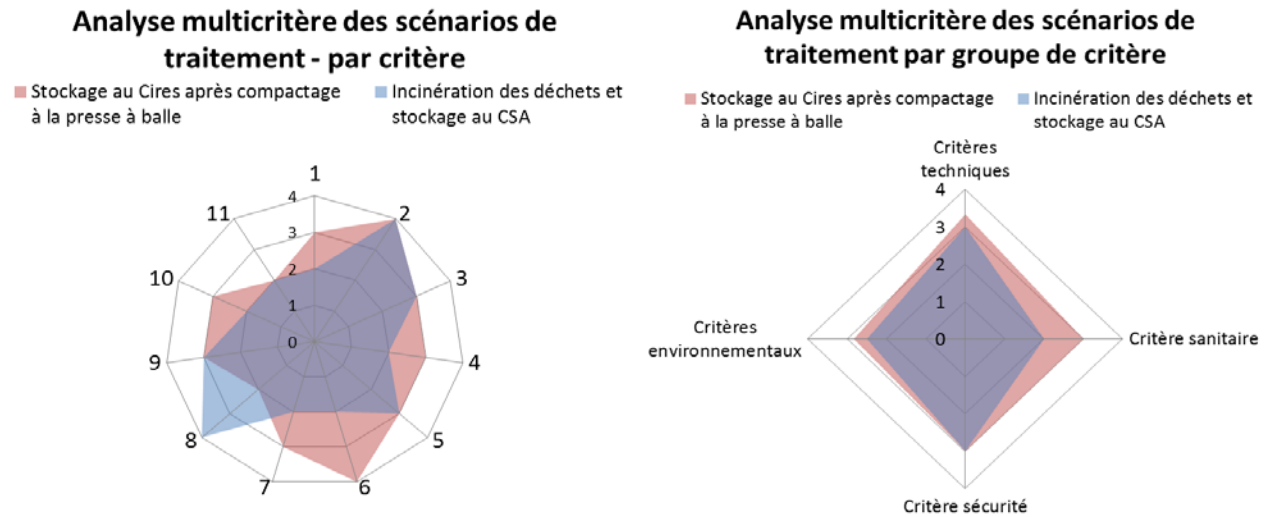 Analyse multicritère des scénarios de
traitement - par critère
Stockage au Cires après compactage
à la presse à balle
Incinération des déchets et
stockage au CSA
1
2
3
4
5
6
7
8
9
10
11
4
3
2
1
0
Analyse multicritère des scénarios de
traitement par groupe de critère
Stockage au Cires après compactage
à la presse à balle
Incinération des déchets et
stockage au CSA
Critères
techniques
4
3
2
1
0
Critères
environnementaux
Critère sanitaire
Critère sécurité